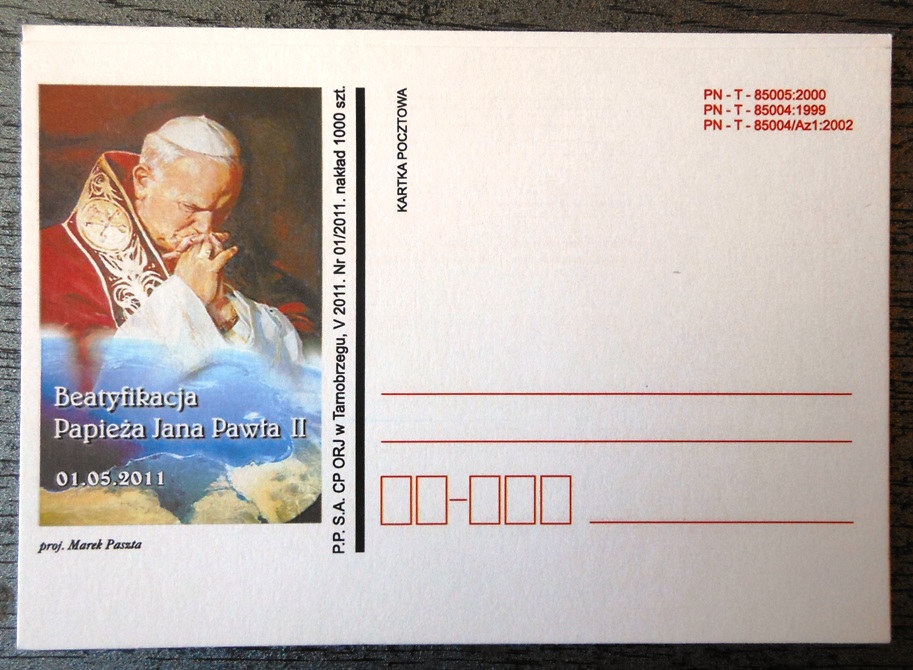 Beatyfikacja
Papieża Jana Pawła II
01.05.2011
proj. Marek Paszta
P.P. S.A. CP ORJ w Tarnobrzegu, V 2011. Nr 01/2011. nakład 1000 szt.
KARTKA POCZTOWA
PN - T - 85005:2000
PN - T - 85004:1999
PN - T - 85004/Az1:2002